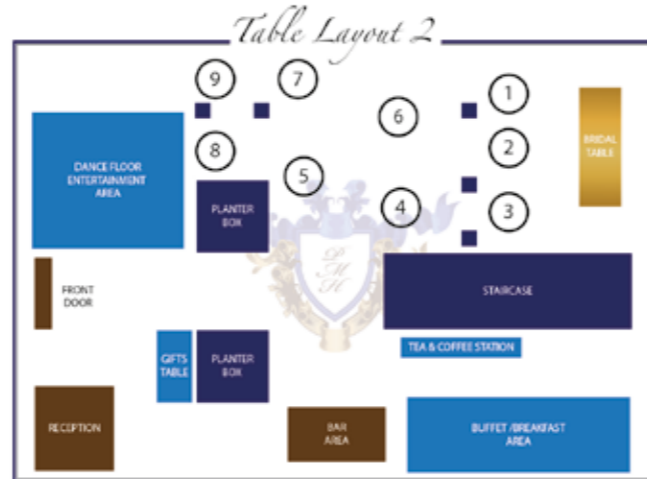 Table Layout 2
9
7
1
6
2
8
5
4
3
DANCE FLOOR
ENTERTAINMENT
AREA
BRIDAL
TABLE
PLANTER
BOX
P
M
H
FRONT
DOOR
STAIRCASE
TEA & COFFEE STATION
GIFTS
TABLE
PLANTER
BOX
RECEPTION
BAR
AREA
BUFFET /BREAKFAST
AREA